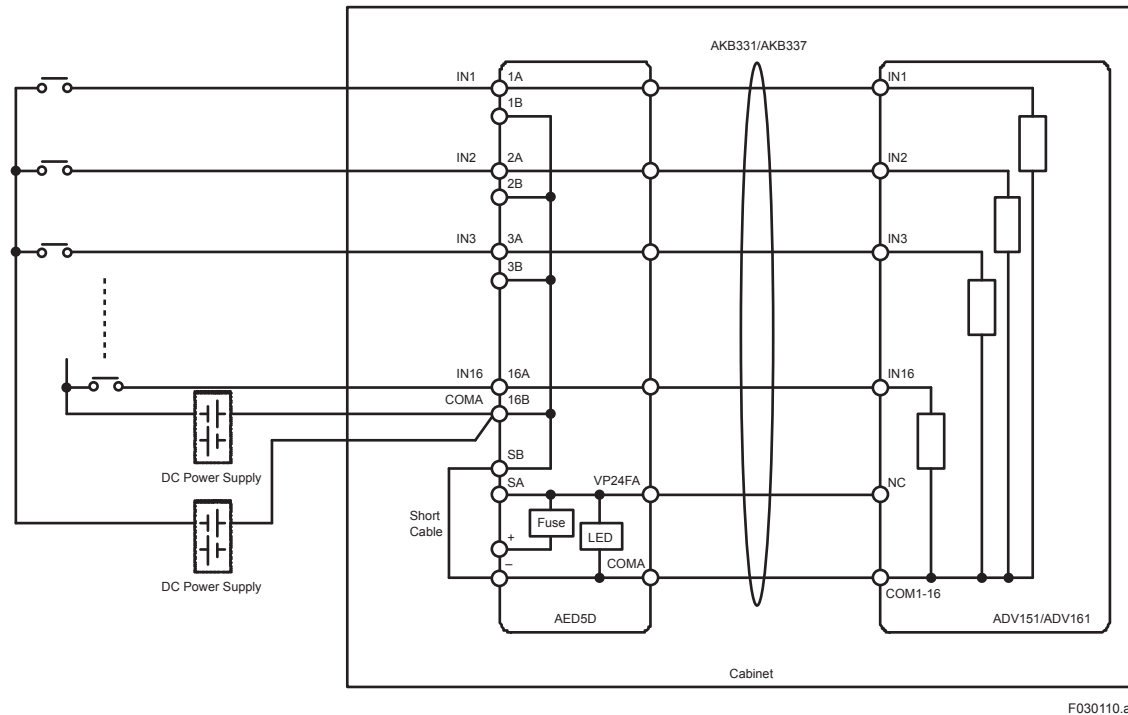 AKB331/AKB337
IN1
1A
IN1
1B
IN2
2A
IN2
2B
IN3
3A
IN3
3B
IN16
16A
IN16
COMA
16B
SB
DC Power Supply
SA
VP24FA
NC
Short
Cable
Fuse
LED
+
COMA
–
DC Power Supply
COM1-16
AED5D
ADV151/ADV161
Cabinet